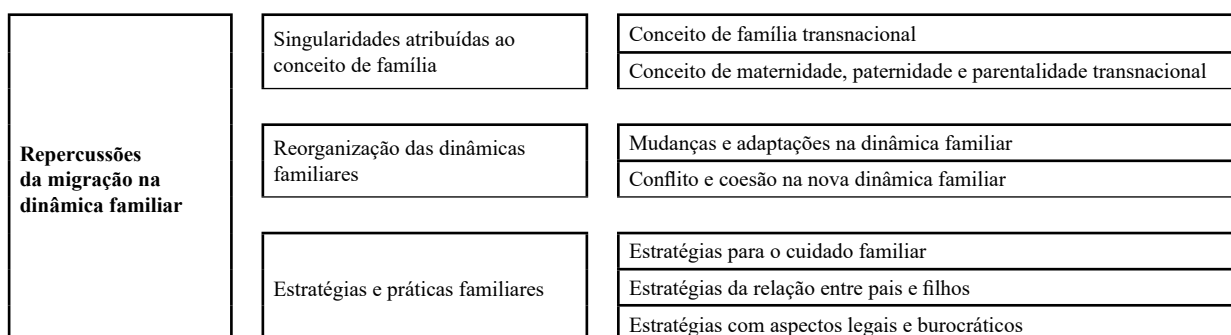 Repercussões
da migração na
dinâmica familiar
Singularidades atribuídas ao
conceito de família
Conceito de família transnacional
Conceito de maternidade, paternidade e parentalidade transnacional
Reorganização das dinâmicas
familiares
Mudanças e adaptações na dinâmica familiar
Conflito e coesão na nova dinâmica familiar
Estratégias e práticas familiares
Estratégias para o cuidado familiar
Estratégias da relação entre pais e filhos
Estratégias com aspectos legais e burocráticos